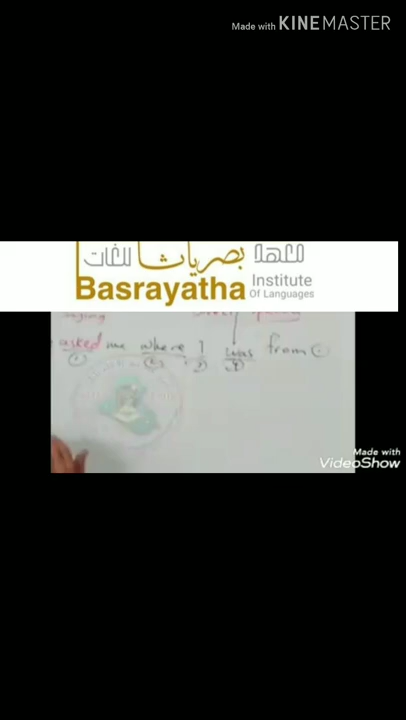 Made with KINEMASTER
معهد بصرياثا للغات
Basrayatha Institute
Of Languages
asked me where I was from
Made with
VideoShow